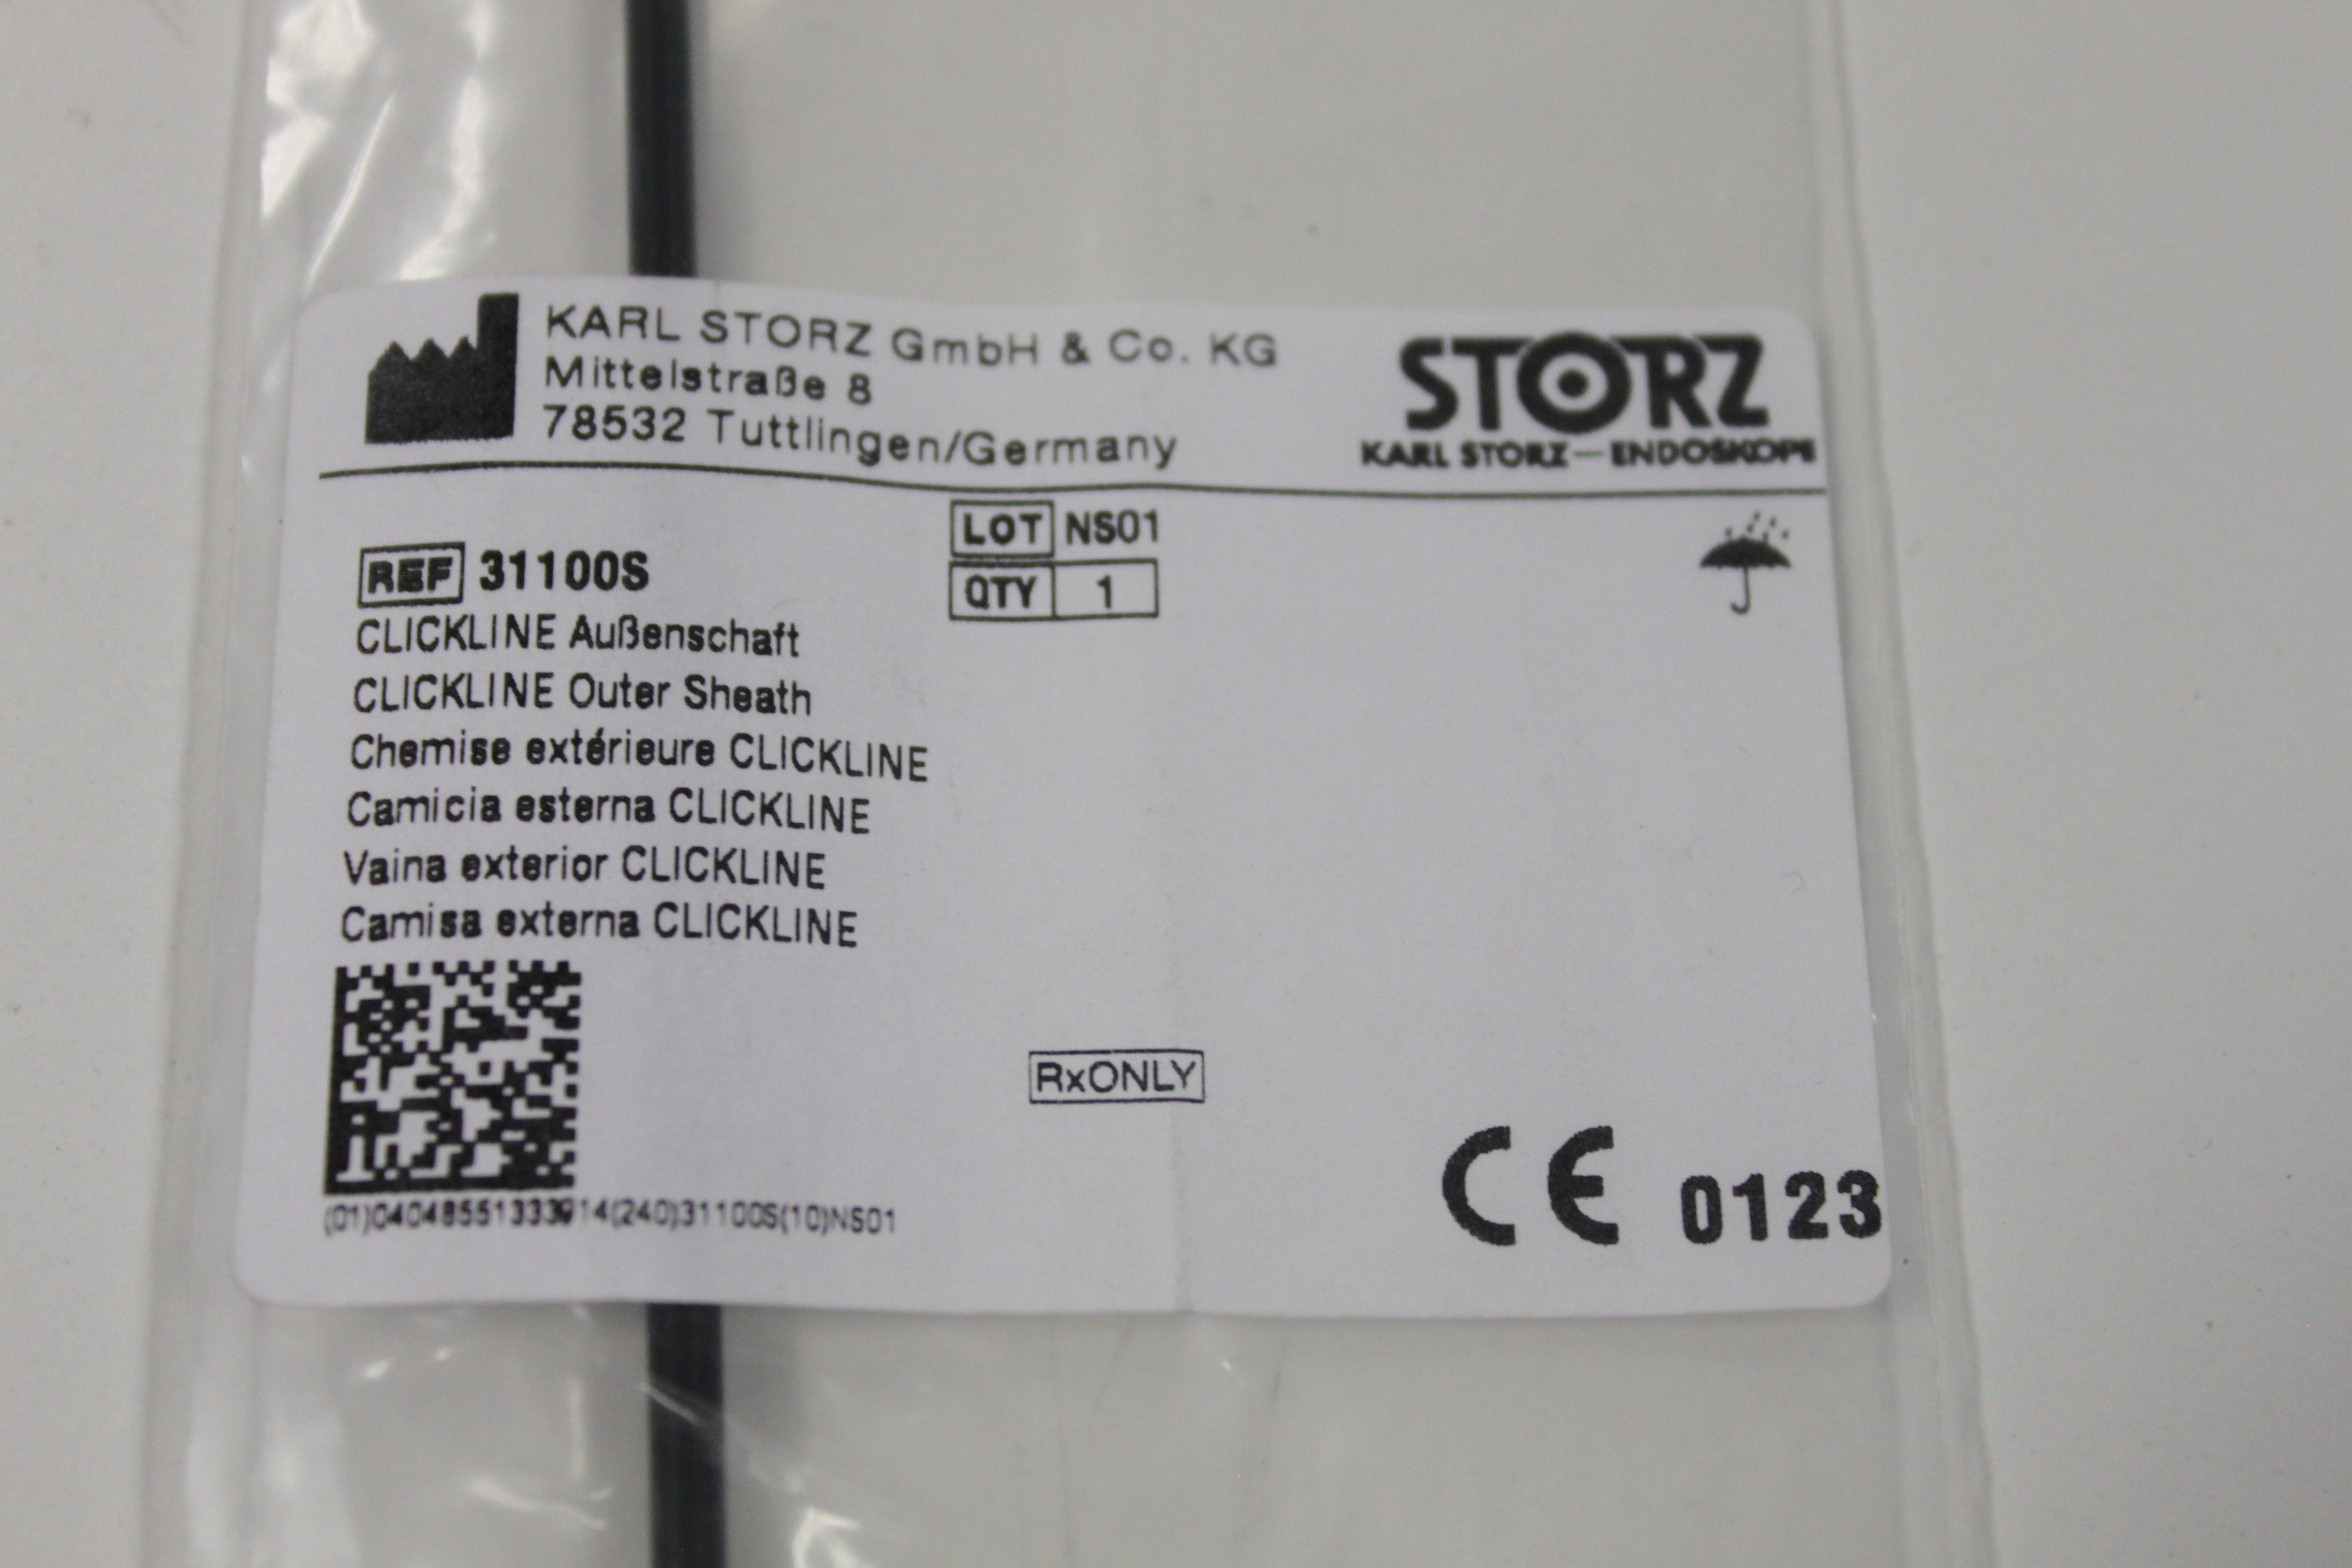 KARL STORZ GmbH & Co. KG
Mittelstraße 8
78532 Tuttlingen/Germany
STORZ
KARL STORZ—ENDOSKOPE
LOT NS01
QTY 1
REF 31100S
CLICKLINE Außenschaft
CLICKLINE Outer Sheath
Chemise extérieure CLICKLINE
Camicia esterna CLICKLINE
Vaina exterior CLICKLINE
Camisa externa CLICKLINE
RxONLY
CE 0123